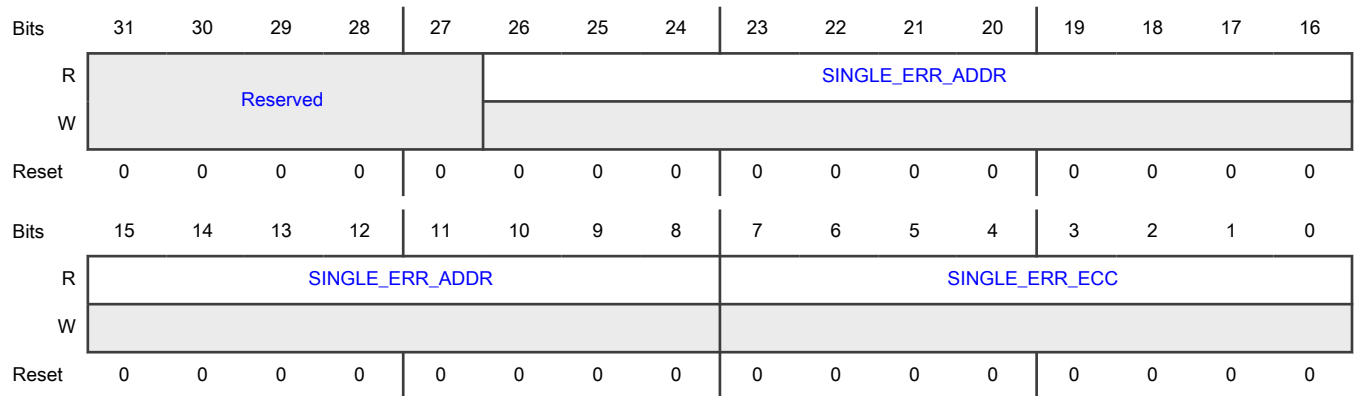 Bits 31 30 29 28 27 26 25 24 23 22 21 20 19 18 17 16
R SINGLE_ERR_ADDR
Reserved
W
Reset 0 0 0 0 0 0 0 0 0 0 0 0 0 0 0 0
Bits 15 14 13 12 11 10 9 8 7 6 5 4 3 2 1 0
R SINGLE_ERR_ADDR SINGLE_ERR_ECC
W
Reset 0 0 0 0 0 0 0 0 0 0 0 0 0 0 0 0